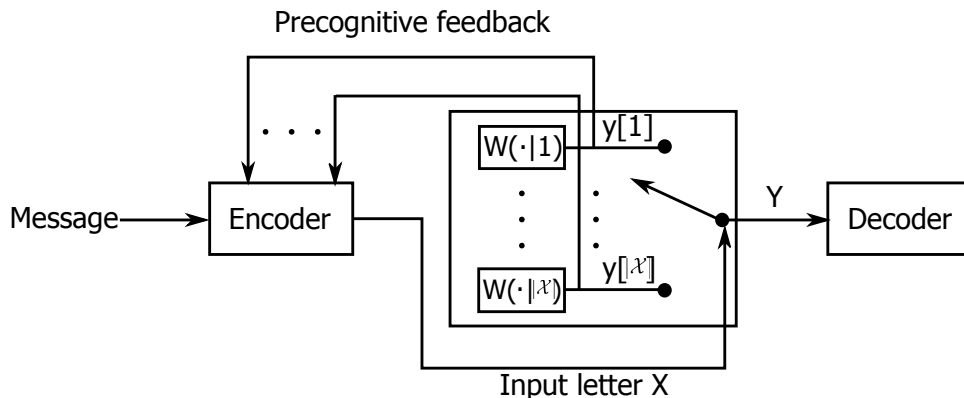 Precognitive feedback
y[1]
W(·|1)
Message
Encoder
Y
Decoder
W(·||𝒳|)
y[|𝒳|]
Input letter X